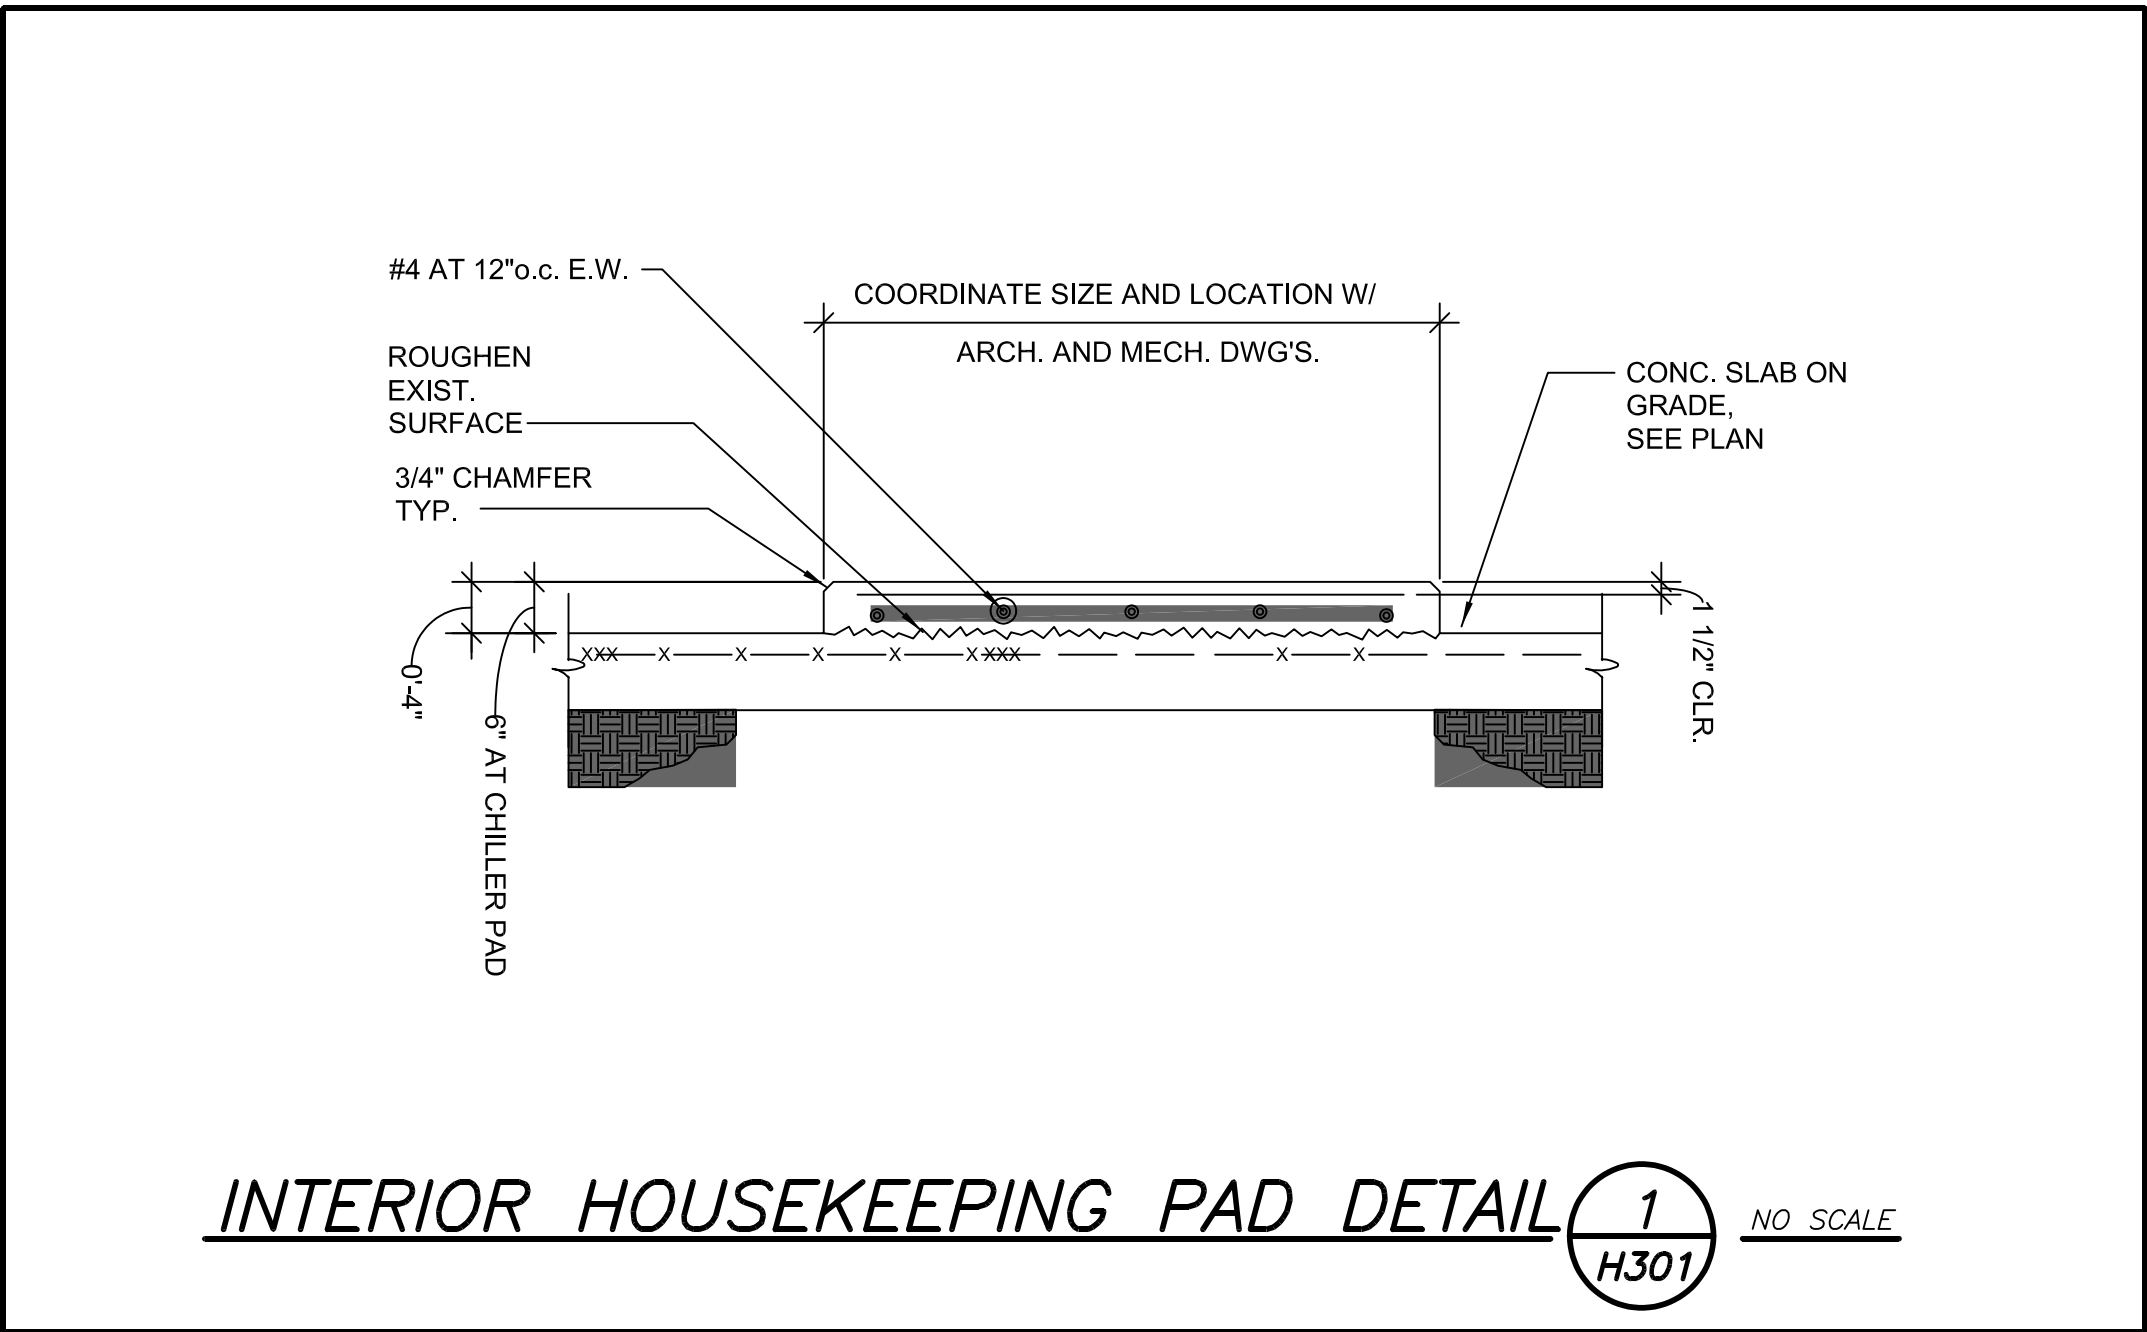 #4 AT 12"o.c. E.W.
COORDINATE SIZE AND LOCATION W/
ARCH. AND MECH. DWG'S.
ROUGHEN
EXIST.
SURFACE
CONC. SLAB ON
GRADE,
SEE PLAN
3/4" CHAMFER
TYP.
0'-4"
6" AT CHILLER PAD
1 1/2" CLR.
XXX X X X X X XXX X X
INTERIOR HOUSEKEEPING PAD DETAIL
1
H301
NO SCALE